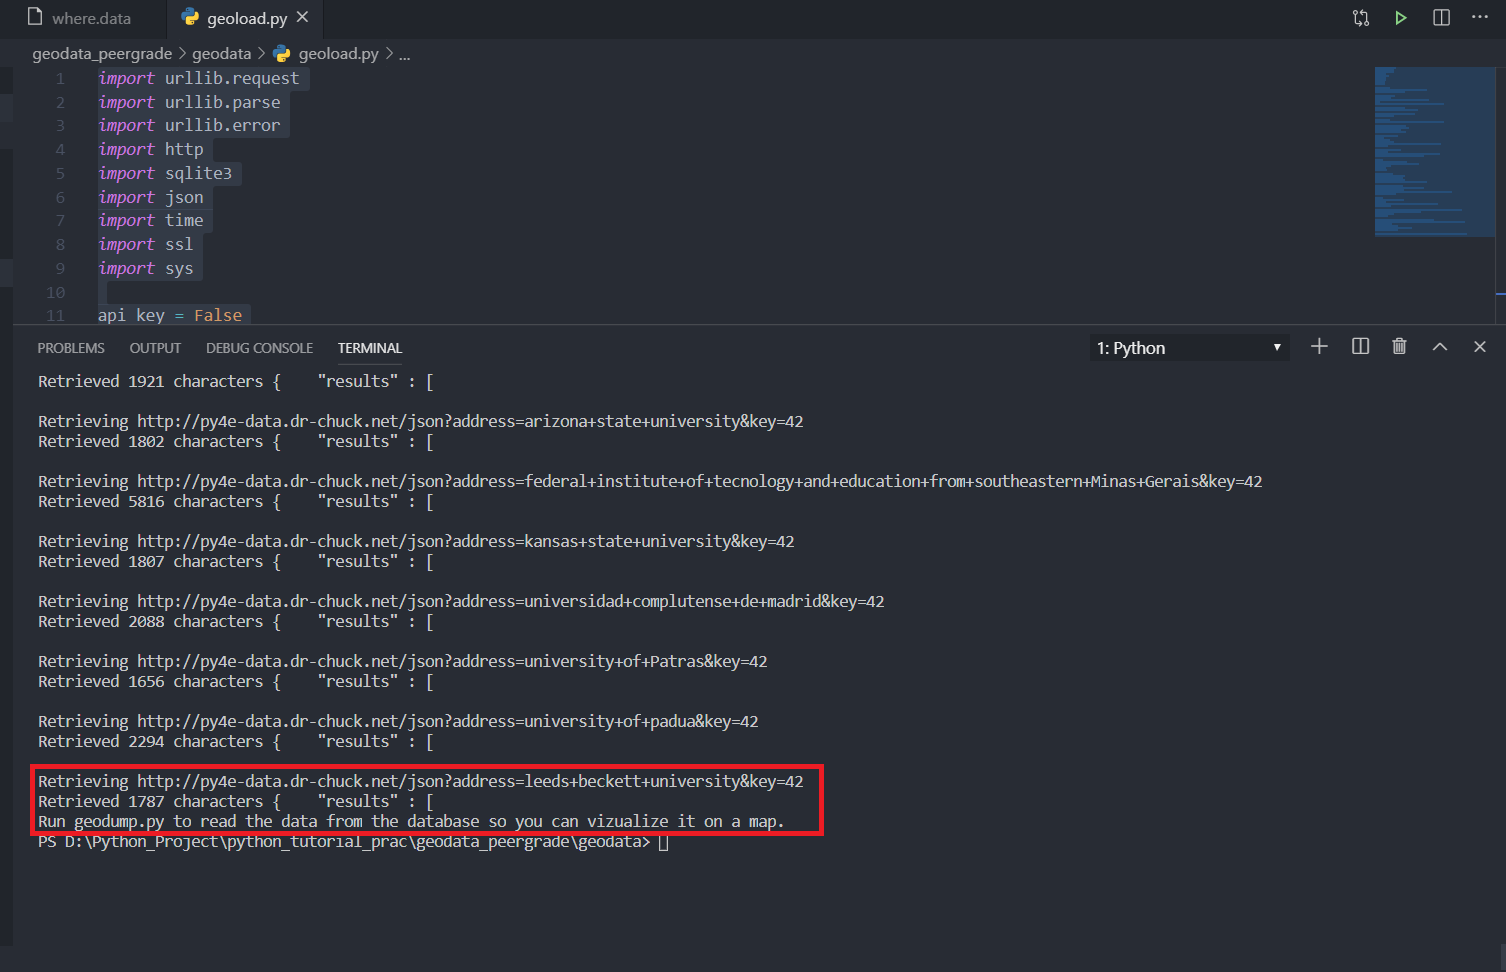 where.data
geoload.py
geodata_peergrade > geodata > geoload.py > ...
1 import urllib.request
2 import urllib.parse
3 import urllib.error
4 import http
5 import sqlite3
6 import json
7 import time
8 import ssl
9 import sys
10
11 api_key = False
PROBLEMS OUTPUT DEBUG CONSOLE TERMINAL 1: Python
Retrieved 1921 characters {    "results" : [
Retrieving http://py4e-data.dr-chuck.net/json?address=arizona+state+university&key=42
Retrieved 1802 characters {    "results" : [
Retrieving http://py4e-data.dr-chuck.net/json?address=federal+institute+of+tecnology+and+education+from+southeastern+Minas+Gerais&key=42
Retrieved 5816 characters {    "results" : [
Retrieving http://py4e-data.dr-chuck.net/json?address=kansas+state+university&key=42
Retrieved 1807 characters {    "results" : [
Retrieving http://py4e-data.dr-chuck.net/json?address=universidad+complutense+de+madrid&key=42
Retrieved 2088 characters {    "results" : [
Retrieving http://py4e-data.dr-chuck.net/json?address=university+of+Patras&key=42
Retrieved 1656 characters {    "results" : [
Retrieving http://py4e-data.dr-chuck.net/json?address=university+of+padua&key=42
Retrieved 2294 characters {    "results" : [
Retrieving http://py4e-data.dr-chuck.net/json?address=leeds+beckett+university&key=42
Retrieved 1787 characters {    "results" : [
Run geodump.py to read the data from the database so you can vizualize it on a map.
PS D:\Python_Project\python_tutorial_prac\geodata_peergrade\geodata>